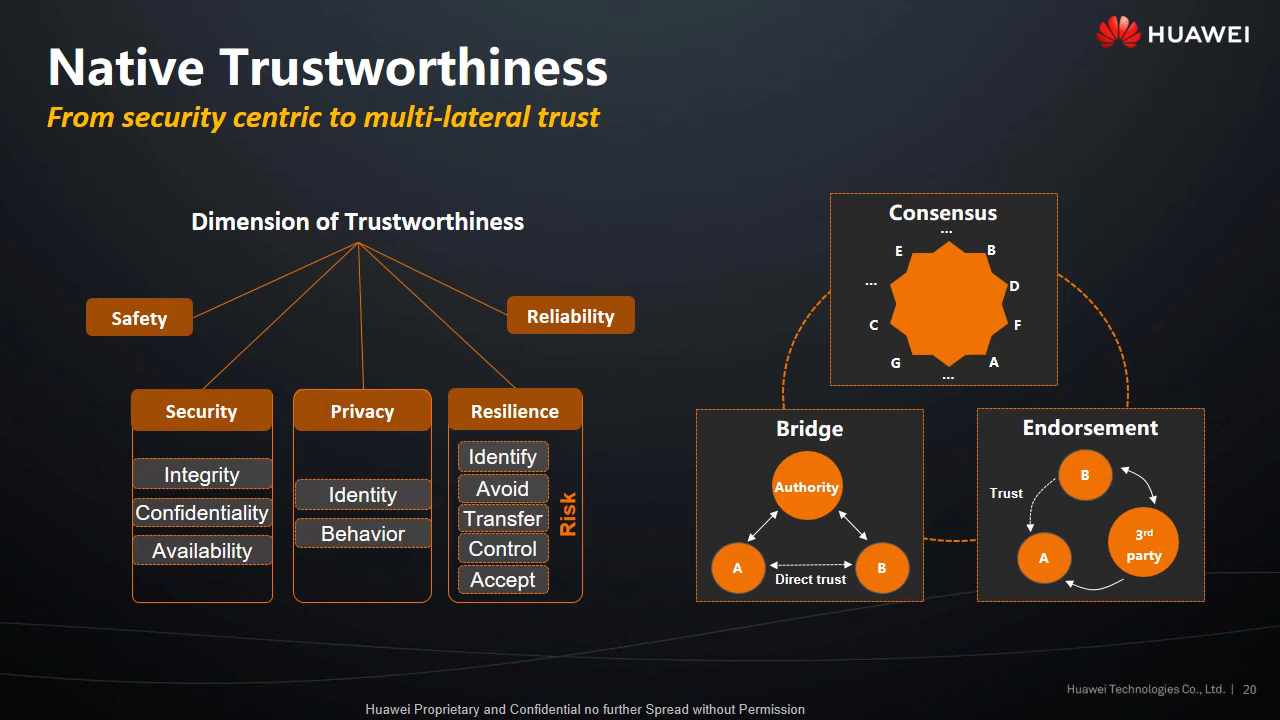 HUAWEI
Native Trustworthiness
From security centric to multi-lateral trust
Dimension of Trustworthiness
Safety
Reliability
Security
Integrity
Confidentiality
Availability
Privacy
Identity
Behavior
Resilience
Identify
Avoid
Transfer
Control
Accept
Risk
Consensus
...
E
B
...
D
C
F
G
A
...
Bridge
Authority
A
B
Direct trust
Endorsement
B
Trust
3rd
party
A
Huawei Technologies Co., Ltd. | 20
Huawei Proprietary and Confidential no further Spread without Permission